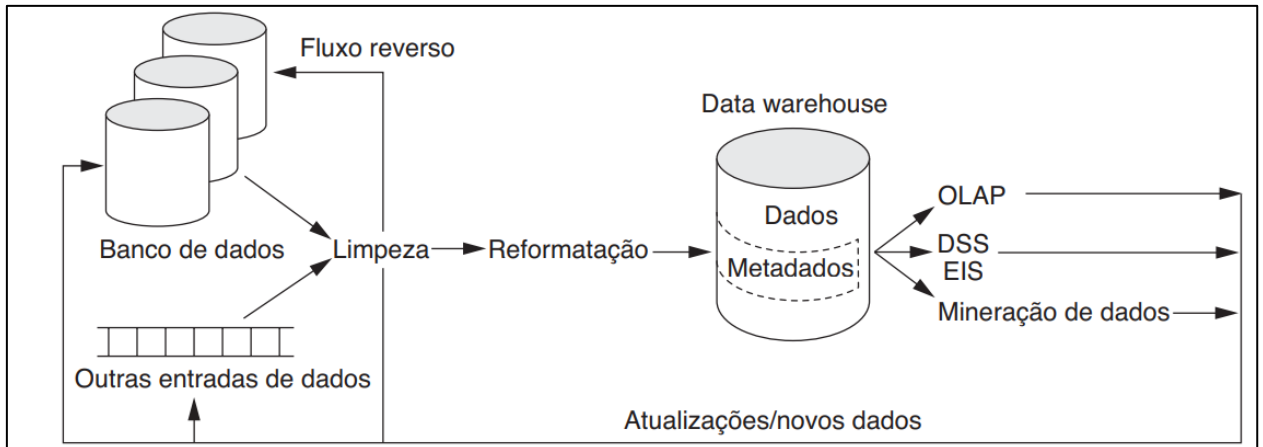 Fluxo reverso
Data warehouse
OLAP
Dados
Banco de dados
Limpeza
Reformatação
DSS
EIS
Metadados
Mineração de dados
Outras entradas de dados
Atualizações/novos dados